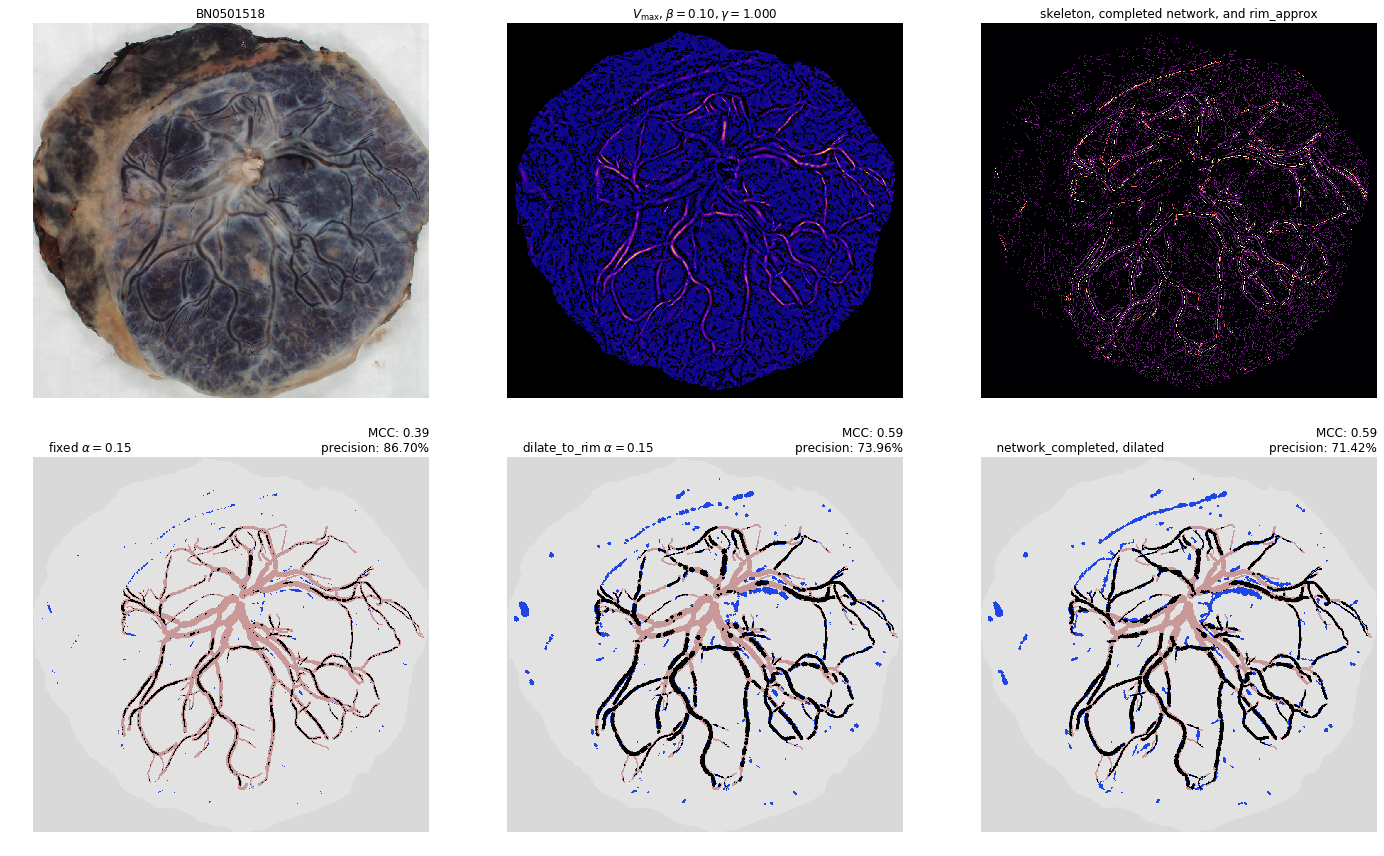 BN0501518
V_max, β = 0.10, γ = 1.000
skeleton, completed network, and rim_approx
MCC: 0.39
fixed α = 0.15 precision: 86.70%
MCC: 0.59
dilate_to_rim α = 0.15 precision: 73.96%
MCC: 0.59
network_completed, dilated precision: 71.42%